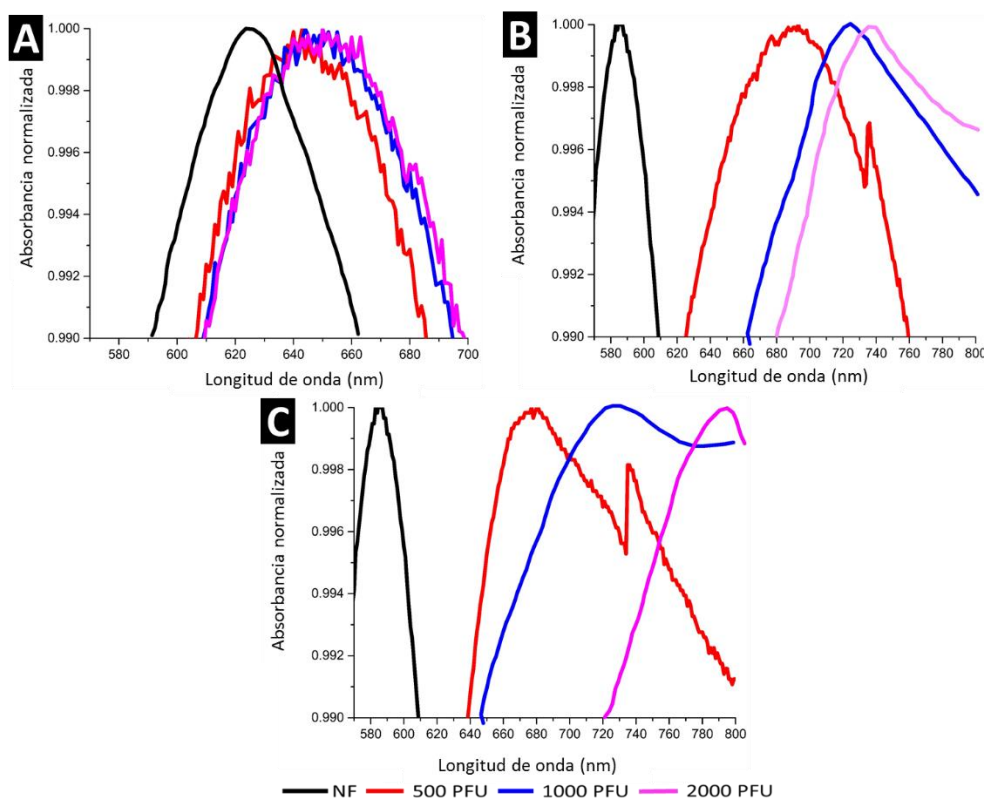 A
Absorbancia normalizada
1.000
0.998
0.996
0.994
0.992
0.990
580 600 620 640 660 680 700
Longitud de onda (nm)
B
Absorbancia normalizada
1.000
0.998
0.996
0.994
0.992
0.990
580 600 620 640 660 680 700 720 740 760 780 800
Longitud de onda (nm)
C
Absorbancia normalizada
1.000
0.998
0.996
0.994
0.992
0.990
580 600 620 640 660 680 700 720 740 760 780 800
Longitud de onda (nm)
NF 500 PFU 1000 PFU 2000 PFU